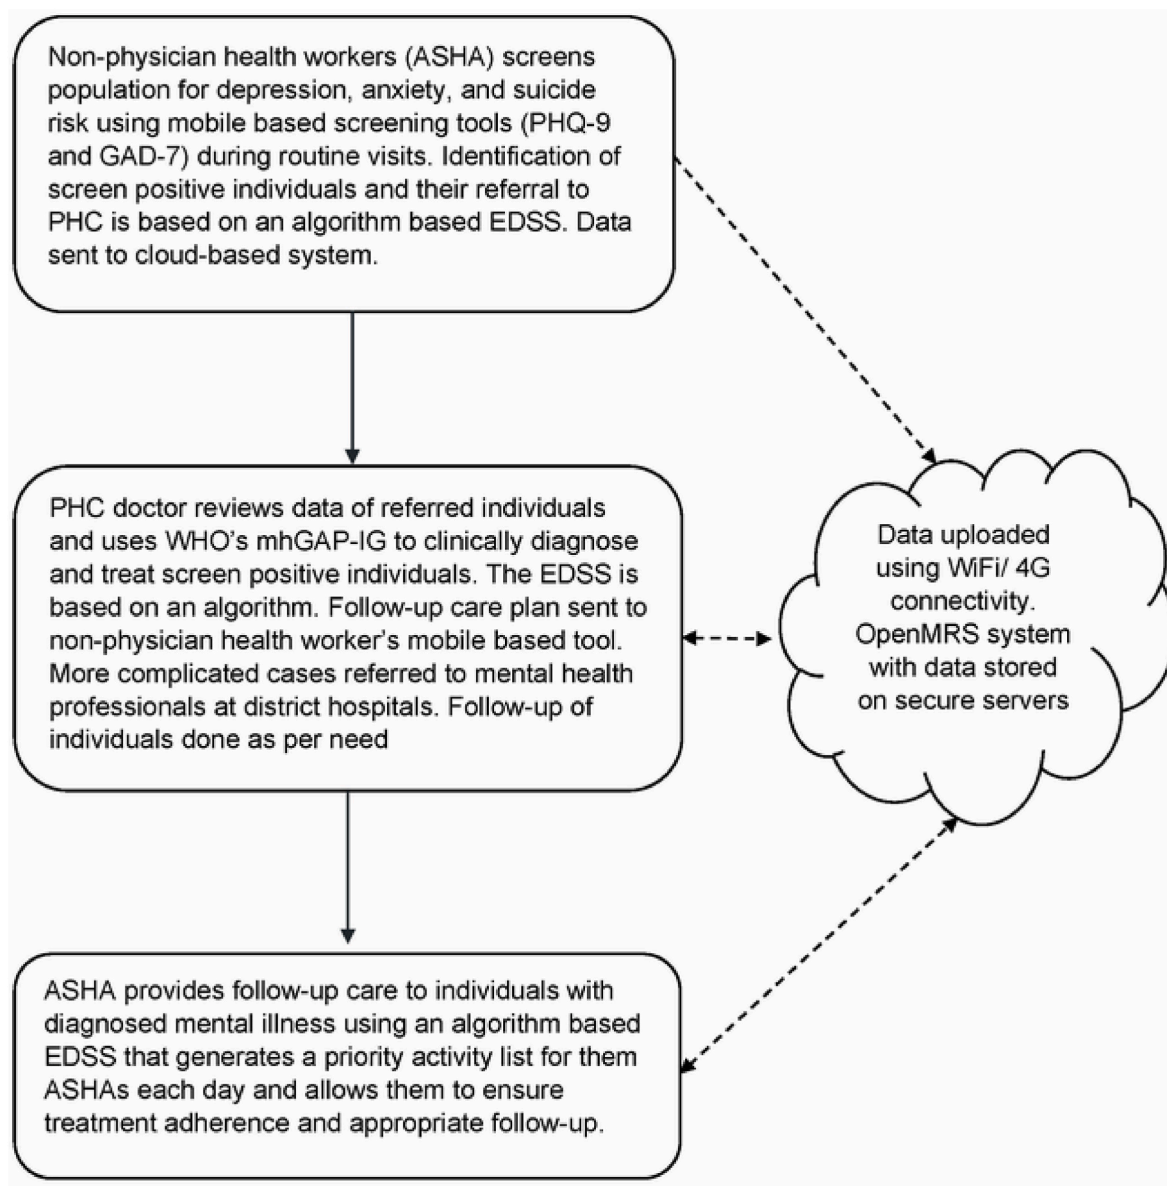 Non-physician health workers (ASHA) screens
population for depression, anxiety, and suicide
risk using mobile based screening tools (PHQ-9
and GAD-7) during routine visits. Identification of
screen positive individuals and their referral to
PHC is based on an algorithm based EDSS. Data
sent to cloud-based system.
PHC doctor reviews data of referred individuals
and uses WHO's mhGAP-IG to clinically diagnose
and treat screen positive individuals. The EDSS is
based on an algorithm. Follow-up care plan sent to
non-physician health worker's mobile based tool.
More complicated cases referred to mental health
professionals at district hospitals. Follow-up of
individuals done as per need
Data uploaded
using WiFi/ 4G
connectivity.
OpenMRS system
with data stored
on secure servers
ASHA provides follow-up care to individuals with
diagnosed mental illness using an algorithm based
EDSS that generates a priority activity list for them
ASHAs each day and allows them to ensure
treatment adherence and appropriate follow-up.